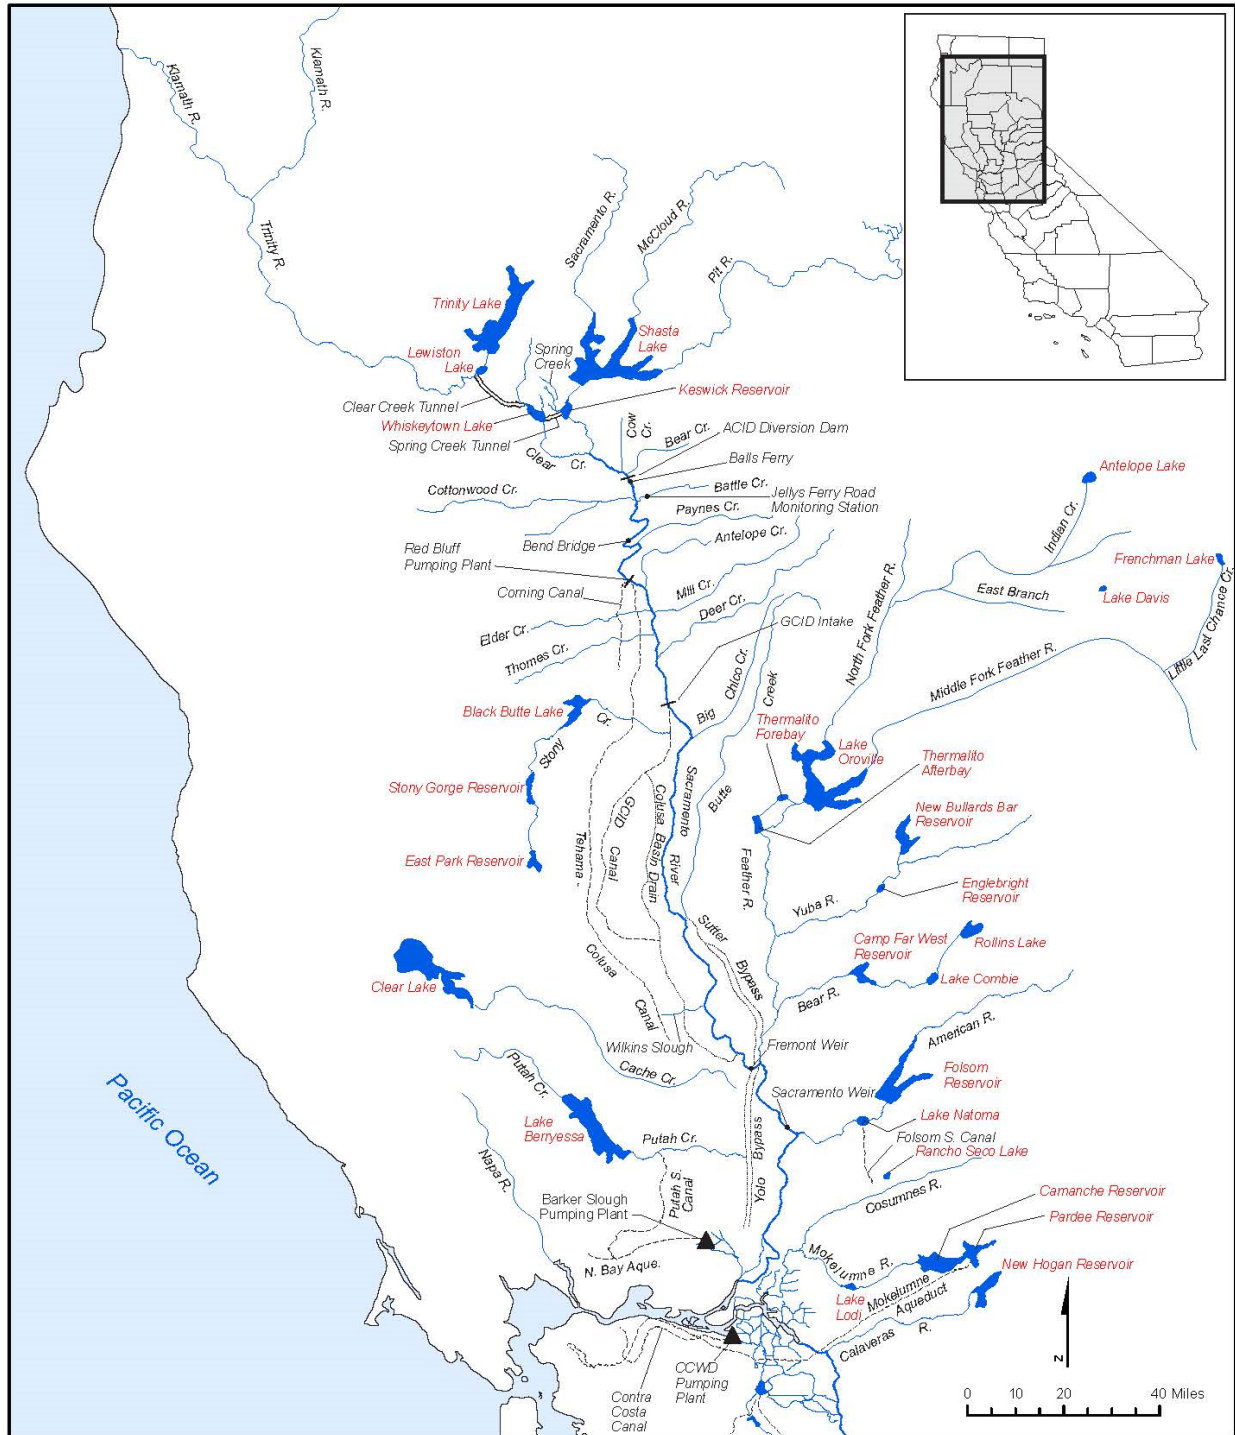 Klamath R.
Klamath R.
Trinity R.
Sacramento R.
McCloud R.
Pit R.
Trinity Lake
Shasta
Lake
Lewiston
Lake
Spring
Creek
Clear Creek Tunnel
Keswick Reservoir
Whiskeytown Lake
Spring Creek Tunnel
Cow
Cr.
Bear Cr.
ACID Diversion Dam
Clear Cr.
Balls Ferry
Cottonwood Cr.
Battle Cr.
Jellys Ferry Road
Monitoring Station
Paynes Cr.
Antelope Lake
Indian Cr.
Red Bluff
Pumping Plant
Bend Bridge
Antelope Cr.
Frenchman Lake
Corning Canal
Mill Cr.
North Fork Feather R.
East Branch
Lake Davis
Little Last Chance Cr.
Elder Cr.
Deer Cr.
GCID Intake
Thomes Cr.
Middle Fork Feather R.
Big Chico Cr.
Black Butte Lake
Stony Cr.
Butte Creek
Thermalito
Forebay
Lake
Oroville
Thermalito
Afterbay
Stony Gorge Reservoir
GCID Canal
Colusa Basin Drain
Sacramento River
New Bullards Bar
Reservoir
East Park Reservoir
Tehama - Colusa Canal
Feather R.
Yuba R.
Englebright
Reservoir
Sutter Bypass
Camp Far West
Reservoir
Rollins Lake
Clear Lake
Bear R.
Lake Combie
Wilkins Slough
Fremont Weir
American R.
Putah Cr.
Cache Cr.
Sacramento Weir
Folsom
Reservoir
Pacific Ocean
Lake
Berryessa
Putah Cr.
Yolo Bypass
Lake Natoma
Folsom S. Canal
Rancho Seco Lake
Napa R.
Putah S.
Canal
Barker Slough
Pumping Plant
Cosumnes R.
Camanche Reservoir
Pardee Reservoir
N. Bay Aque.
Mokelumne R.
New Hogan Reservoir
Lake
Lodi
Mokelumne
Aqueduct
Calaveras R.
CCWD
Pumping
Plant
Contra
Costa
Canal
N
0 10 20 40 Miles